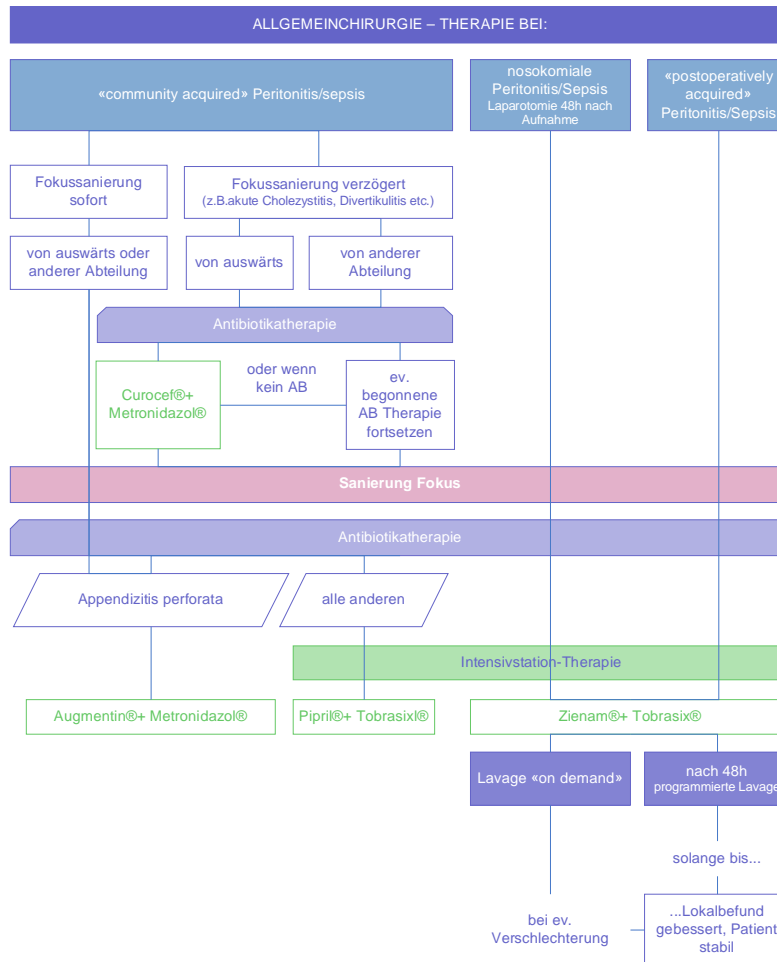 ALLGEMEINCHIRURGIE – THERAPIE BEI:
«community acquired» Peritonitis/sepsis
nosokomiale
Peritonitis/Sepsis
Laparotomie 48h nach
Aufnahme
«postoperatively
acquired»
Peritonitis/Sepsis
Fokussanierung
sofort
Fokussanierung verzögert
(z.B.akute Cholezystitis, Divertikulitis etc.)
von auswärts oder
anderer Abteilung
von auswärts
von anderer
Abteilung
Antibiotikatherapie
Curocef®+
Metronidazol®
oder wenn
kein AB
ev.
begonnene
AB Therapie
fortsetzen
Sanierung Fokus
Antibiotikatherapie
Appendizitis perforata
alle anderen
Intensivstation-Therapie
Augmentin®+ Metronidazol®
Pipril®+ Tobrasixl®
Zienam®+ Tobrasix®
Lavage «on demand»
nach 48h
programmierte Lavage
solange bis...
bei ev.
Verschlechterung
...Lokalbefund
gebessert, Patient
stabil